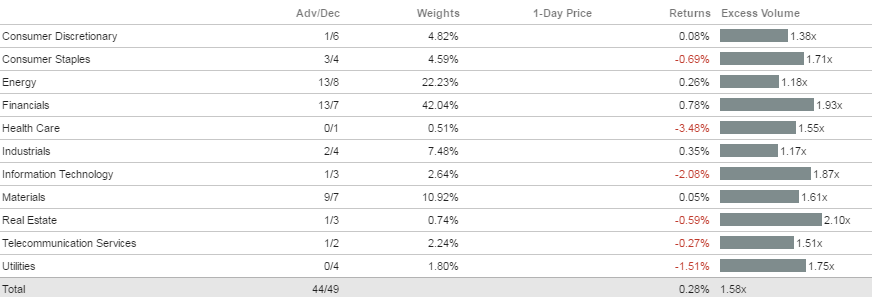 Adv/Dec Weights 1-Day Price Returns Excess Volume
Consumer Discretionary 1/6 4.82% 0.08% 1.38x
Consumer Staples 3/4 4.59% -0.69% 1.71x
Energy 13/8 22.23% 0.26% 1.18x
Financials 13/7 42.04% 0.78% 1.93x
Health Care 0/1 0.51% -3.48% 1.55x
Industrials 2/4 7.48% 0.35% 1.17x
Information Technology 1/3 2.64% -2.08% 1.87x
Materials 9/7 10.92% 0.05% 1.61x
Real Estate 1/3 0.74% -0.59% 2.10x
Telecommunication Services 1/2 2.24% -0.27% 1.51x
Utilities 0/4 1.80% -1.51% 1.75x
Total 44/49 0.28% 1.58x